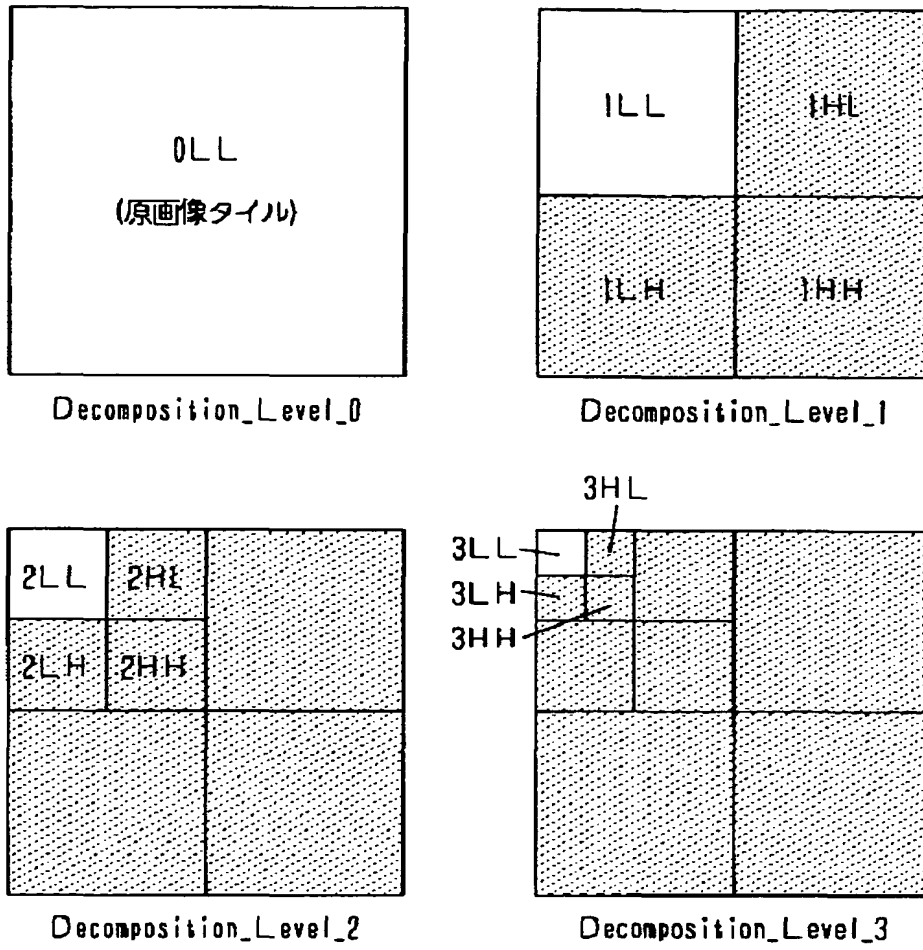 0LL
(原画像タイル)
Decomposition_Level_0
1LL
1HL
1LH
1HH
Decomposition_Level_1
2LL
2HL
2LH
2HH
Decomposition_Level_2
3HL
3LL
3LH
3HH
Decomposition_Level_3